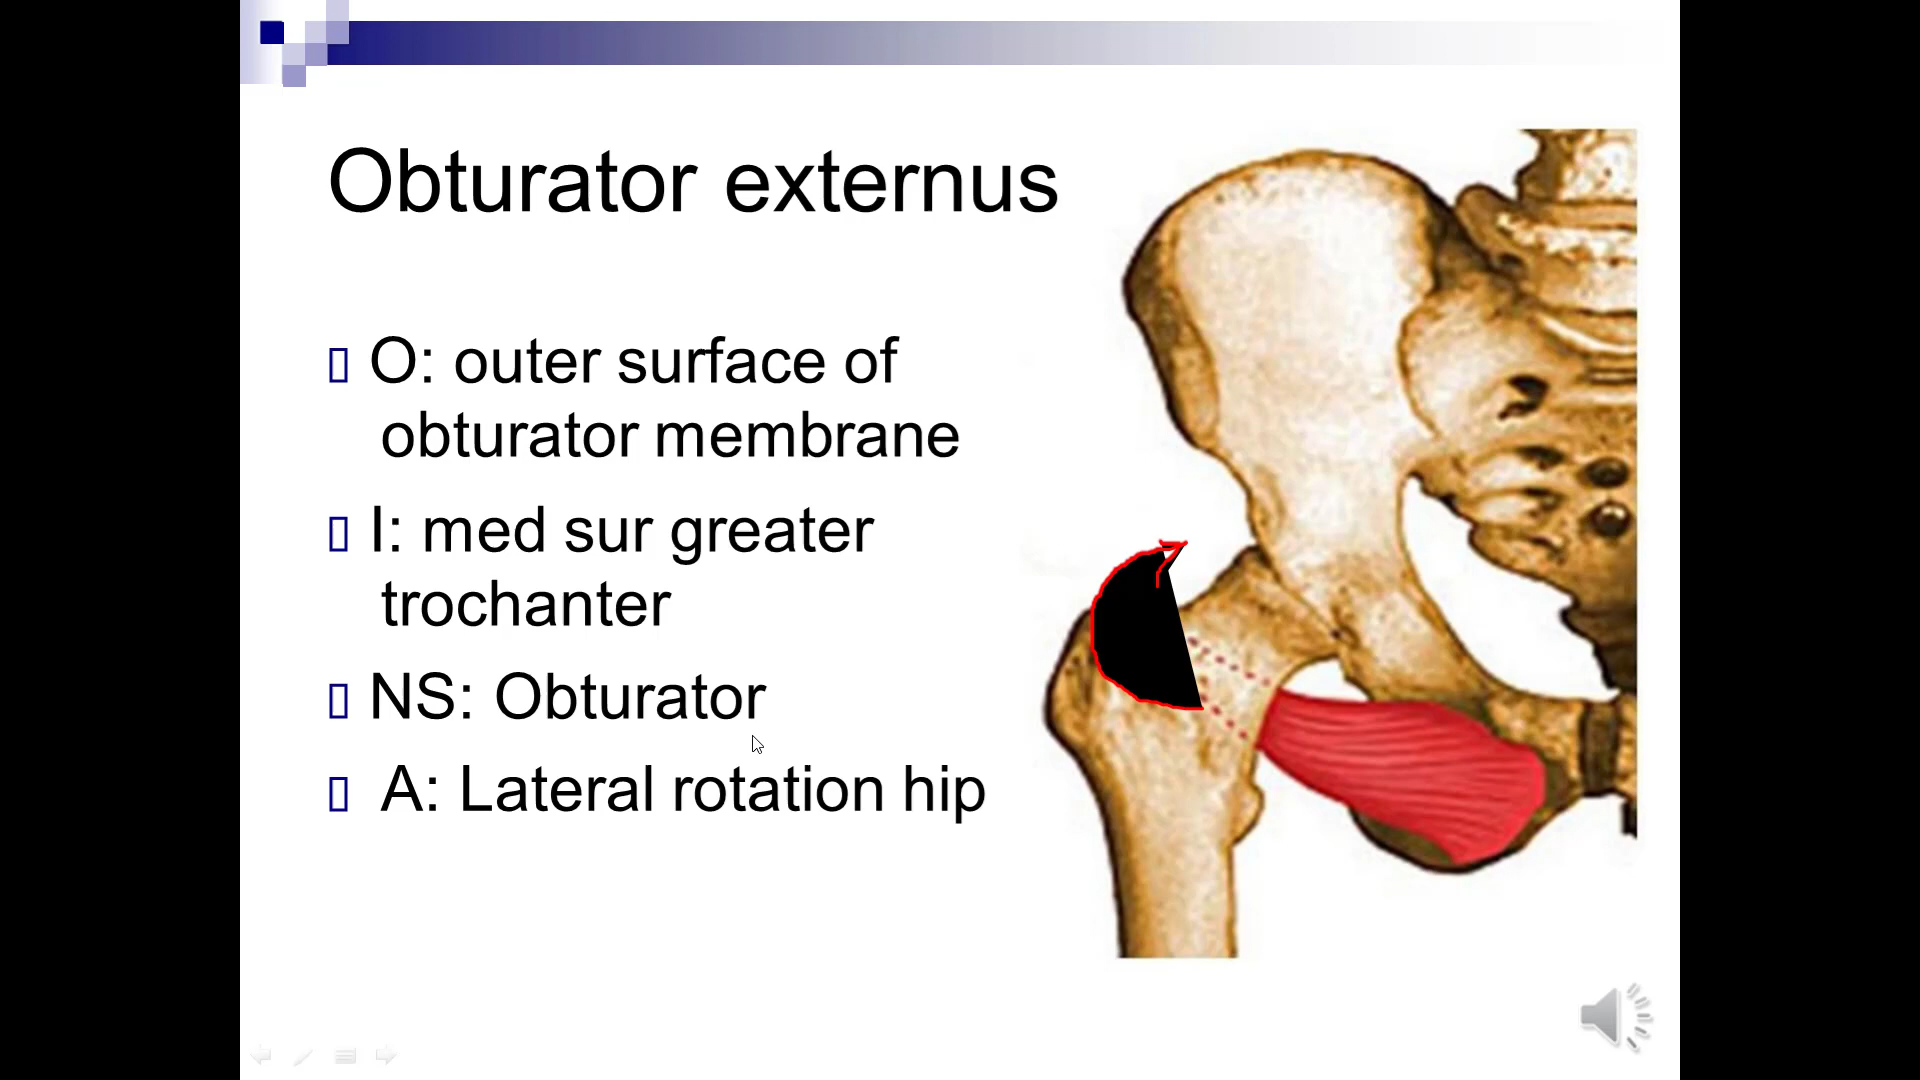 Obturator externus
O: outer surface of
obturator membrane
I: med sur greater
trochanter
NS: Obturator
A: Lateral rotation hip